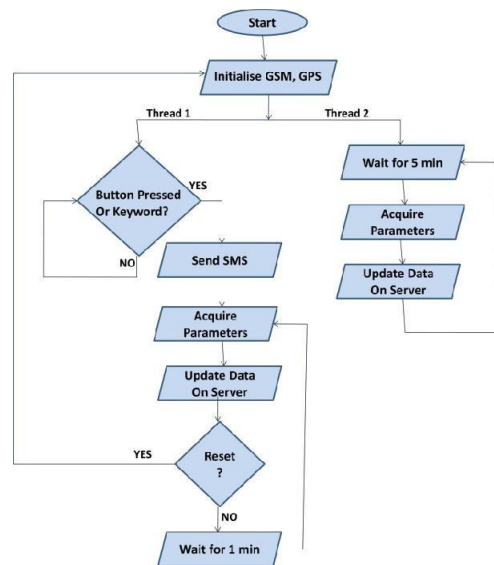 Start
Initialise GSM, GPS
Thread 1
Thread 2
Button Pressed
Or Keyword?
YES
NO
Wait for 5 min
Acquire
Parameters
Update Data
On Server
Send SMS
Acquire
Parameters
Update Data
On Server
YES
Reset
?
NO
Wait for 1 min